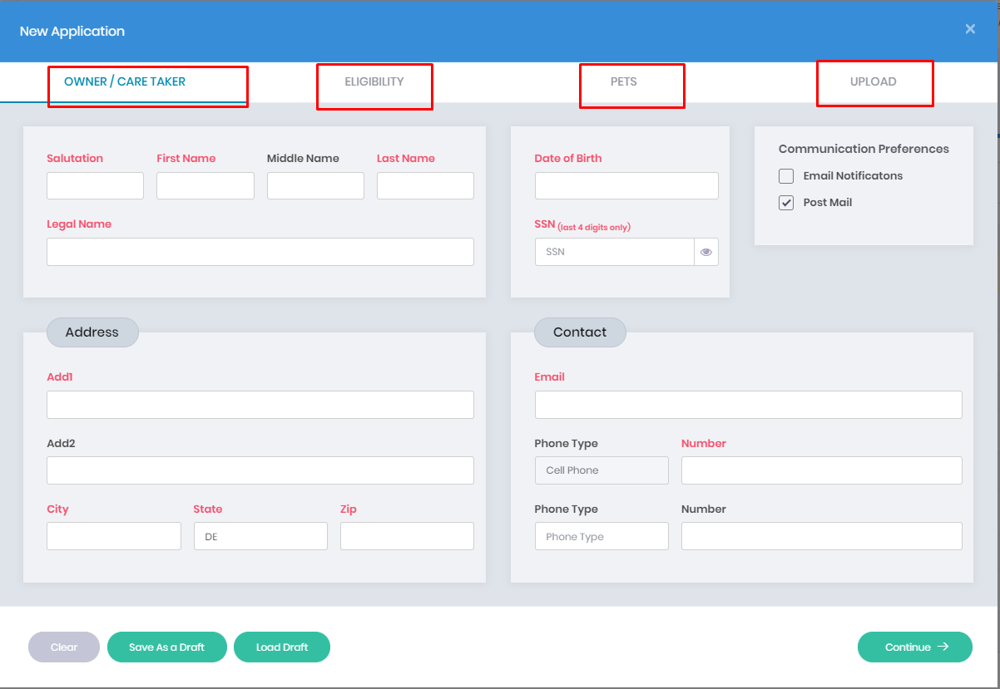 New Application
OWNER / CARE TAKER ELIGIBILITY PETS UPLOAD
Salutation First Name Middle Name Last Name
Legal Name
Date of Birth
SSN (last 4 digits only)
SSN
Communication Preferences
Email Notificatons
Post Mail
Address
Add1
Add2
City State Zip
DE
Contact
Email
Phone Type Number
Cell Phone
Phone Type Number
Phone Type
Clear Save As a Draft Load Draft Continue →